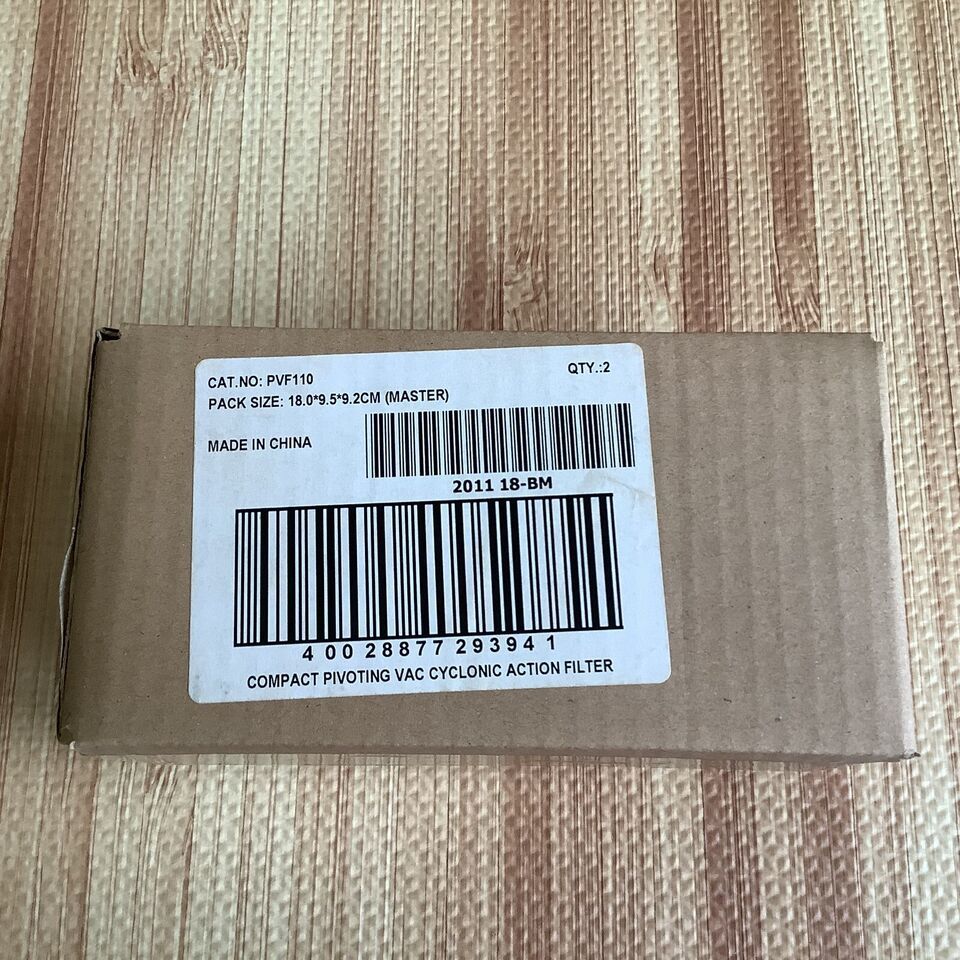 CAT.NO: PVF110
QTY.:2
PACK SIZE: 18.0*9.5*9.2CM (MASTER)
MADE IN CHINA
2011 18-BM
4 00 28877 29394 1
COMPACT PIVOTING VAC CYCLONIC ACTION FILTER